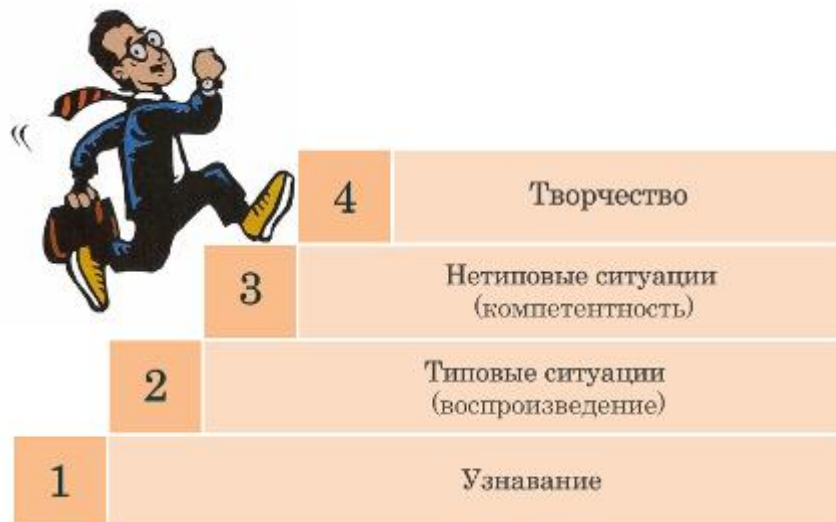 4
Творчество
3
Нетиповые ситуации
(компетентность)
2
Типовые ситуации
(воспроизведение)
1
Узнавание